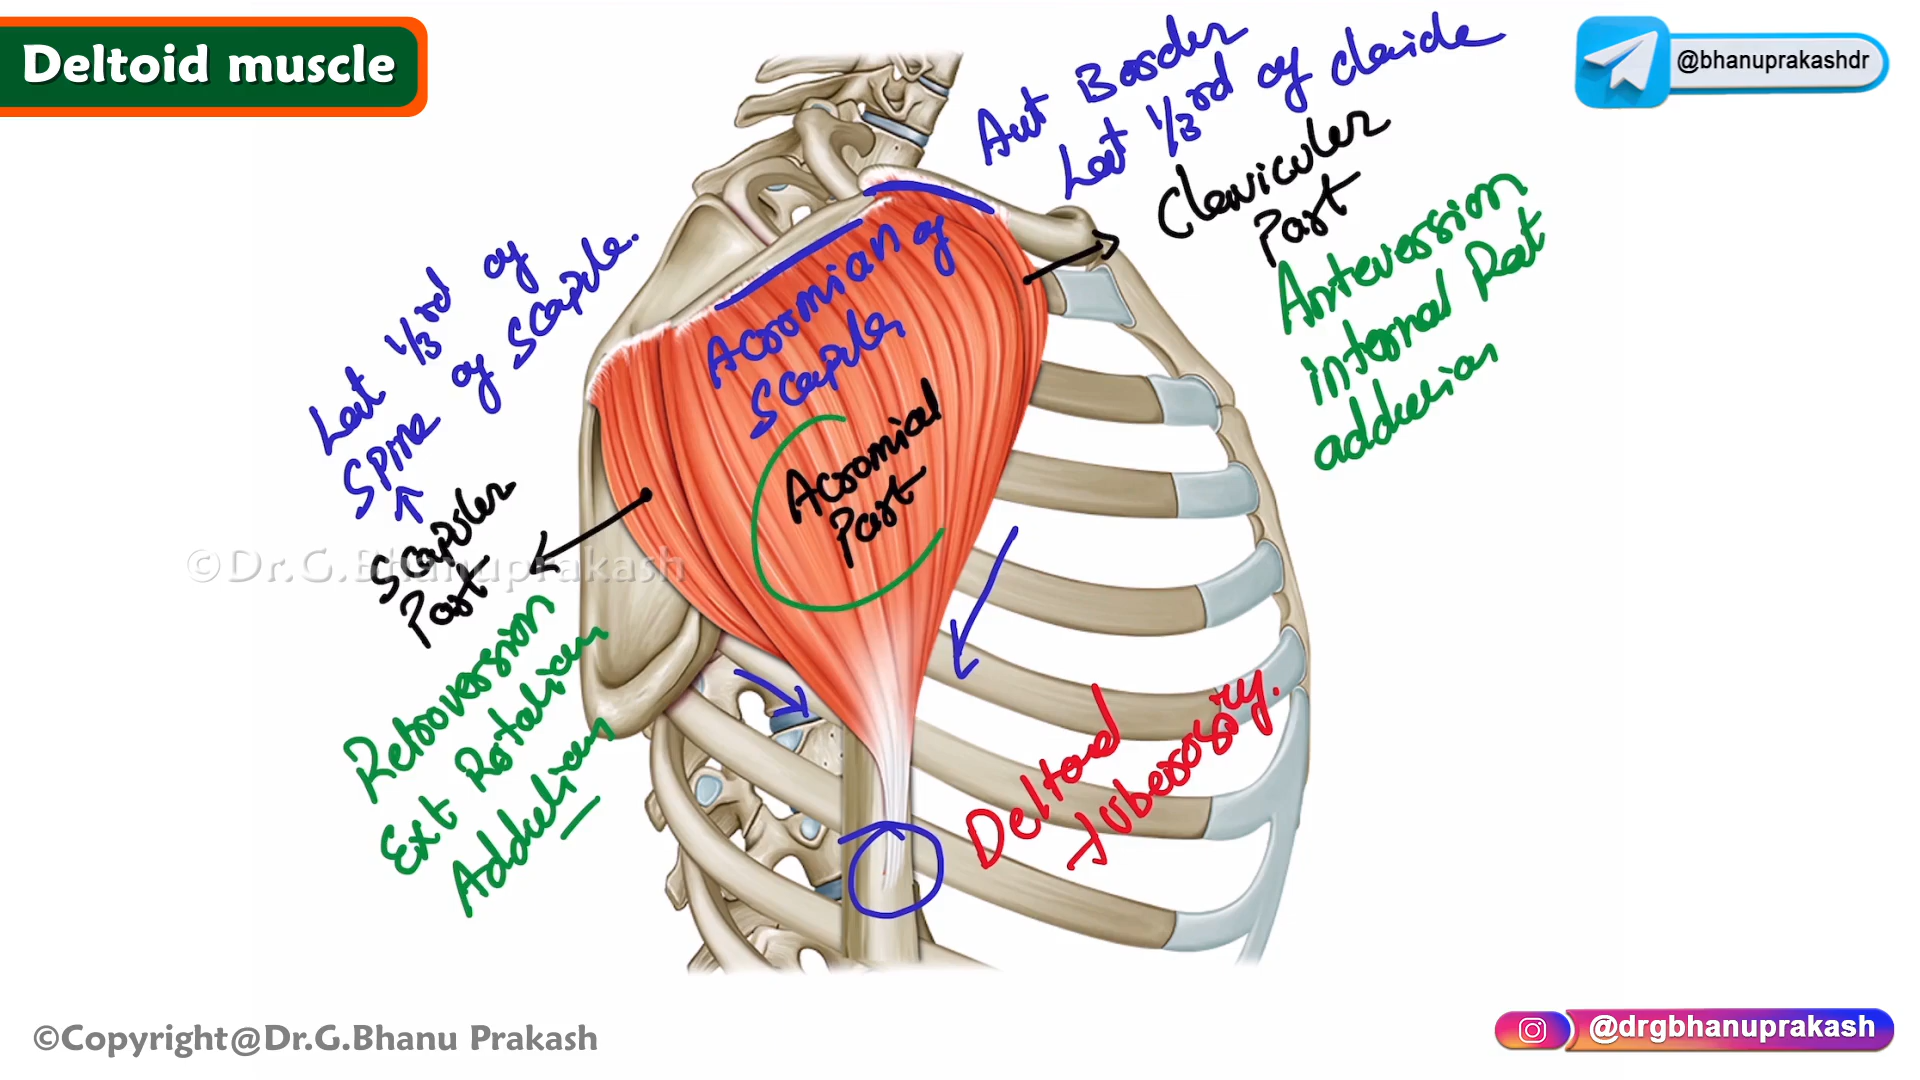 Deltoid muscle
@bhanuprakashdr
Ant Border
Lat 1/3rd of clavicle
Clavicular
Part
Anteversion
internal Rot
adduction
Acromian of
Scapula
Acromial
Part
Lat 1/3rd of
Spine of Scapula.
Scapular
Part
©Dr.G.Bhanuprakash
Retroversion
Ext Rotation
Adduction
Deltoid
tuberosity.
©Copyright@Dr.G.Bhanu Prakash
@drgbhanuprakash